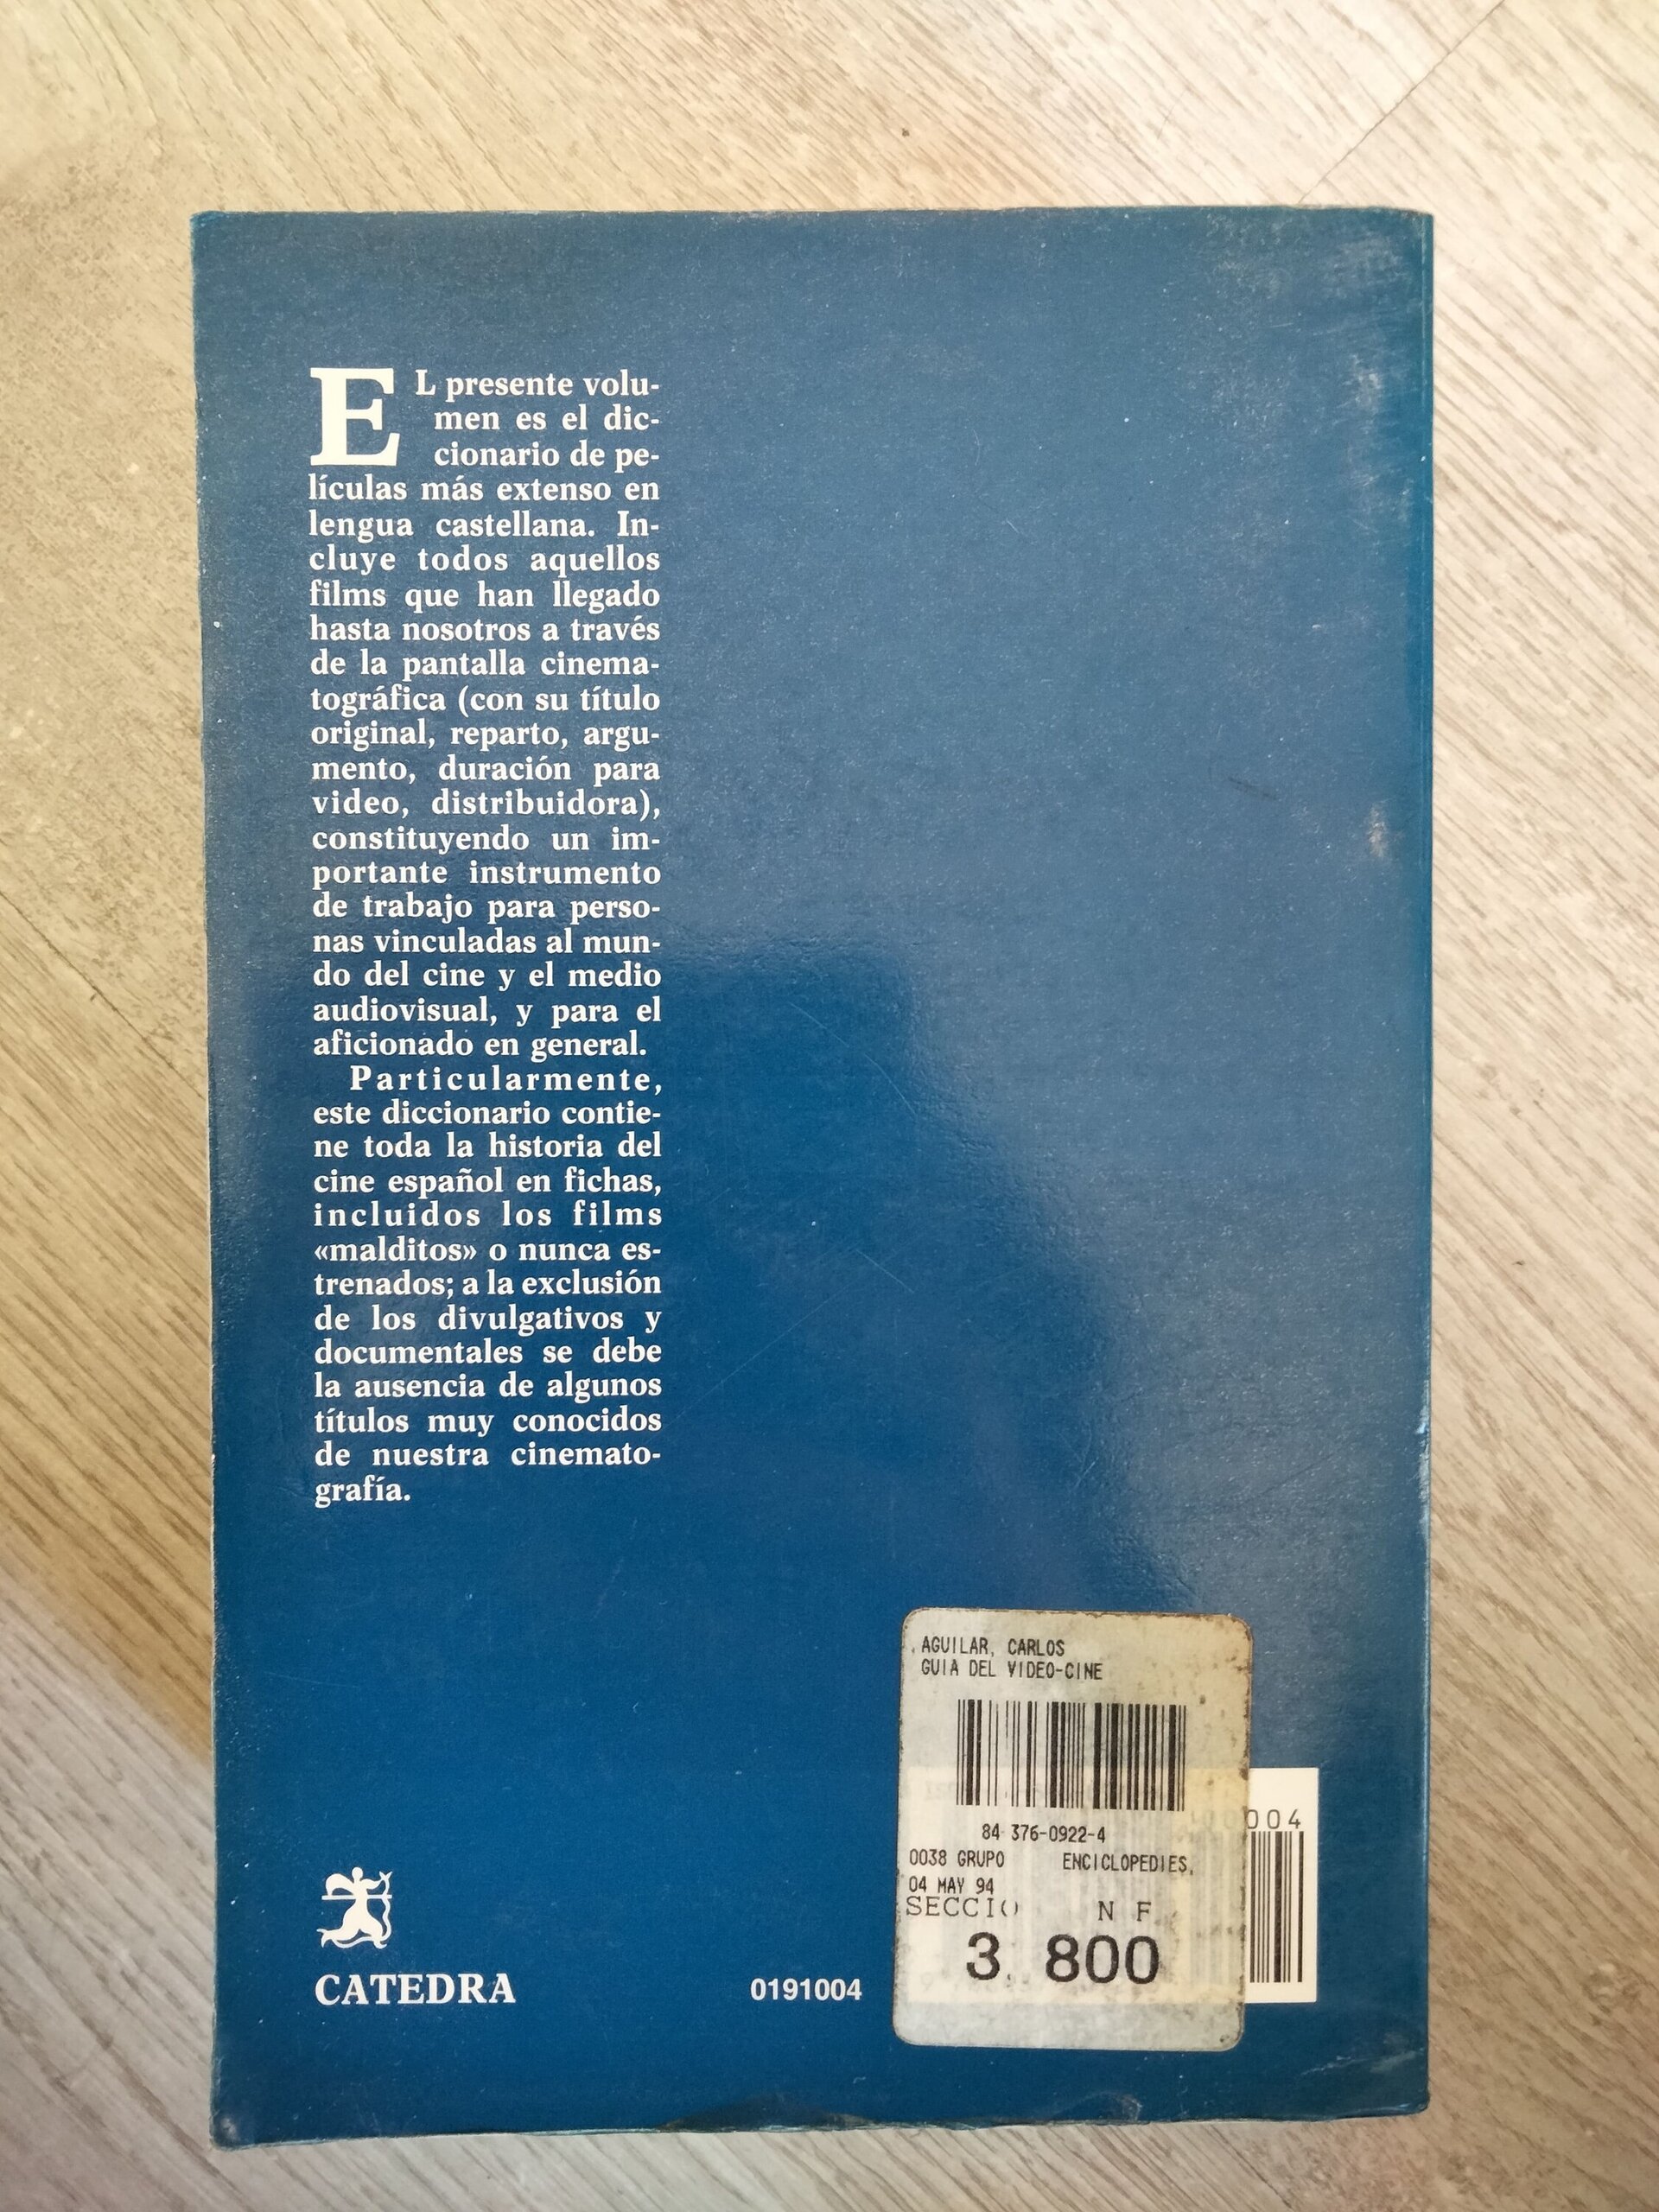 EL presente volu-
men es el dic-
cionario de pe-
lículas más extenso en
lengua castellana. In-
cluye todos aquellos
films que han llegado
hasta nosotros a través
de la pantalla cinema-
tográfica (con su título
original, reparto, argu-
mento, duración para
video, distribuidora),
constituyendo un im-
portante instrumento
de trabajo para perso-
nas vinculadas al mun-
do del cine y el medio
audiovisual, y para el
aficionado en general.
Particularmente,
este diccionario contie-
ne toda la historia del
cine español en fichas,
incluidos los films
«malditos» o nunca es-
trenados; a la exclusión
de los divulgativos y
documentales se debe
la ausencia de algunos
títulos muy conocidos
de nuestra cinemato-
grafía.
CATEDRA
0191004
AGUILAR, CARLOS
GUIA DEL VIDEO-CINE
84 376-0922-4
0038 GRUPO ENCICLOPEDIES,
04 MAY 94
SECCIO N F
3. 800
004